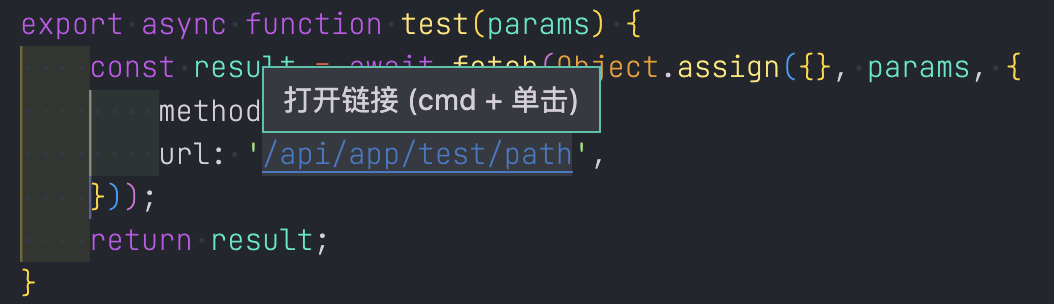 export async function test(params) {
const result = await fetch(Object.assign({}, params, {
打开链接 (cmd + 单击)
method
url: '/api/app/test/path',
}));
return result;
}